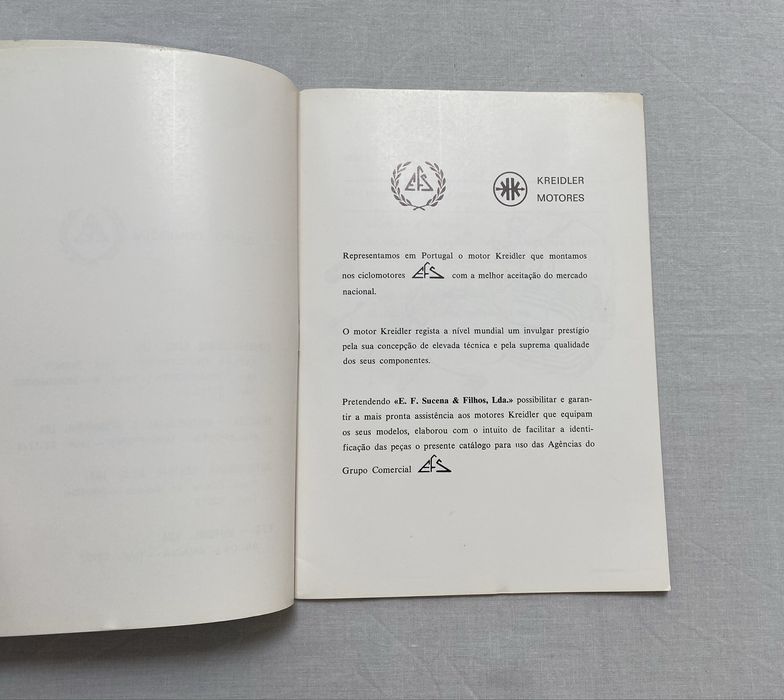 EFS
KREIDLER
MOTORES
Representamos em Portugal o motor Kreidler que montamos
nos ciclomotores EFS com a melhor aceitação do mercado
nacional.
O motor Kreidler regista a nível mundial um invulgar prestígio
pela sua concepção de elevada técnica e pela suprema qualidade
dos seus componentes.
Pretendendo «E. F. Sucena & Filhos, Lda.» possibilitar e garan-
tir a mais pronta assistência aos motores Kreidler que equipam
os seus modelos, elaborou com o intuito de facilitar a identi-
ficação das peças o presente catálogo para uso das Agências do
Grupo Comercial EFS